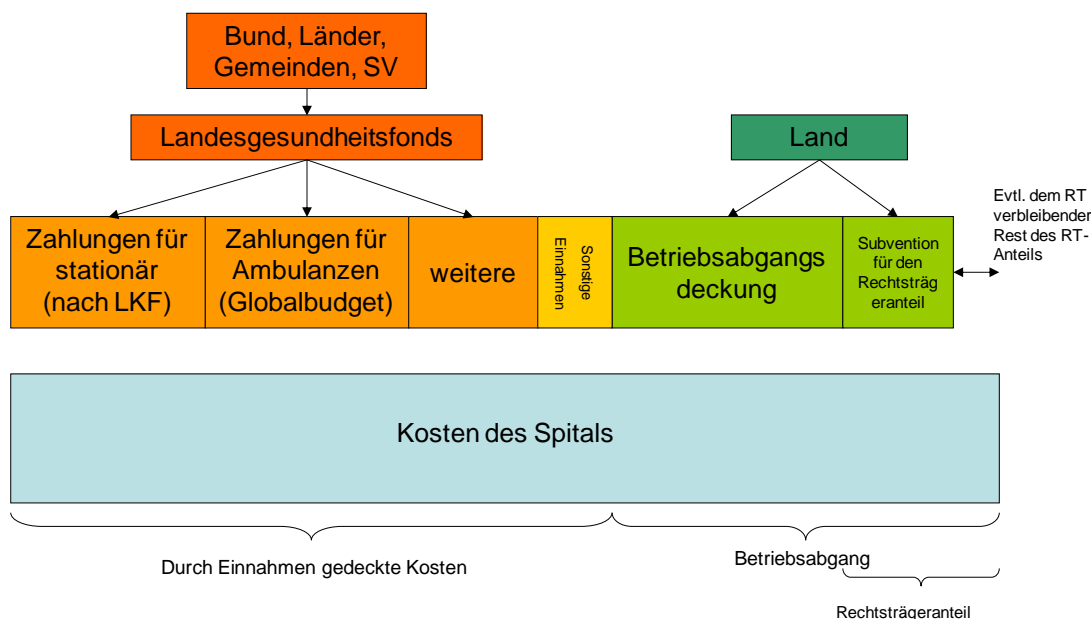 Bund, Länder,
Gemeinden, SV
Landesgesundheitsfonds
Land
Zahlungen für
stationär
(nach LKF)
Zahlungen für
Ambulanzen
(Globalbudget)
weitere
Sonstige
Einnahmen
Betriebsabgangs
deckung
Subvention
für den
Rechtsträg
eranteil
Evtl. dem RT
verbleibender
Rest des RT-
Anteils
Kosten des Spitals
Durch Einnahmen gedeckte Kosten
Betriebsabgang
Rechtsträgeranteil